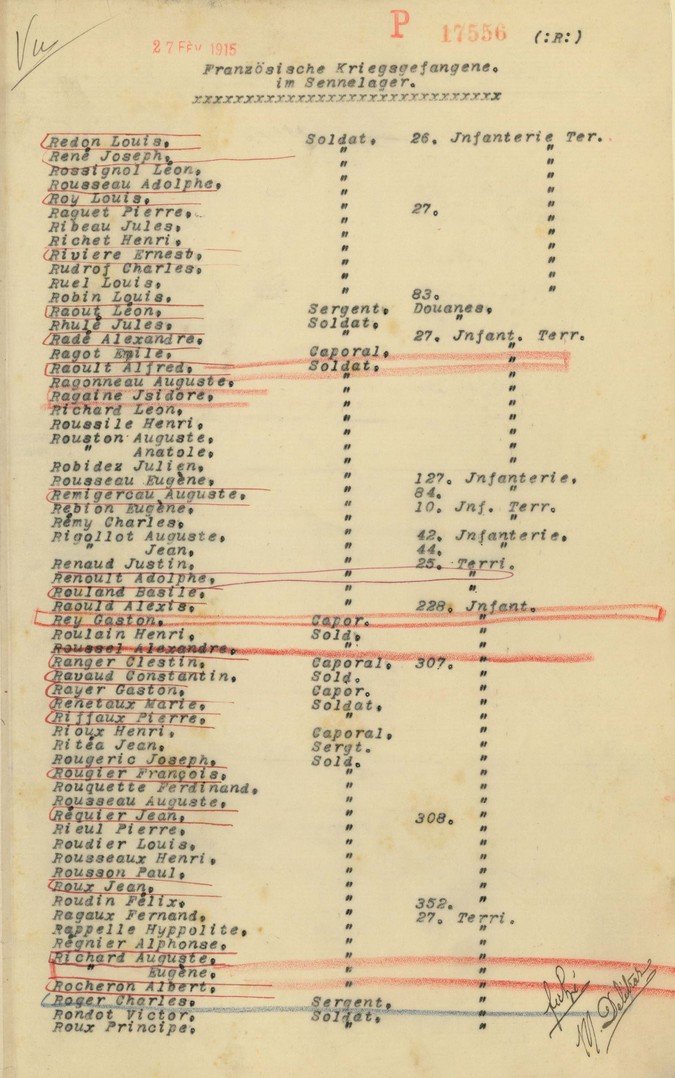 Vu
27 FÉV 1915
P 17556 (:R:)
Französische Kriegsgefangene.
im Sennelager.
xxxxxxxxxxxxxxxxxxxxxxxxxxxxxx
Redon Louis, Soldat, 26. Jnfanterie Ter.
René Joseph, " "
Rossignol Léon, " "
Rousseau Adolphe, " "
Roy Louis, " "
Raguet Pierre, " 27. "
Ribeau Jules, " "
Richet Henri, " "
Riviere Ernest, " "
Rudrof Charles, " "
Ruel Louis, " "
Robin Louis, " 83. "
Raout Léon, Sergent, Douanes,
Rhulé Jules, Soldat, "
Radé Alexandre, " 27. Jnfant. Terr.
Ragot Emile, Caporal, "
Raoult Alfred, Soldat, "
Ragonneau Auguste, " "
Ragaine Jsidore, " "
Richard Leon, " "
Roussile Henri, " "
Rouston Auguste, " "
" Anatole, " "
Robidez Julien, " "
Rousseau Eugène, " 127. Jnfanterie,
Remigereau Auguste, " 84. "
Rebion Eugène, " 10. Jnf. Terr.
Rémy Charles, " "
Rigollot Auguste, " 42. Jnfanterie,
" Jean, " 44. "
Renaud Justin, " 25. Terri.
Renoult Adolphe, " "
Rouland Basile, " "
Raould Alexis, " 228. Jnfant.
Rey Gaston, Capor. "
Roulain Henri, Sold, "
Roussel Alexandre, " "
Ranger Clestin, Caporal, 307. "
Ravaud Constantin, Sold. "
Rayer Gaston, Capor. "
Renetaux Marie, Soldat, "
Riffaux Pierre, " "
Rioux Henri, Caporal, "
Ritéa Jean, Sergt. "
Rougeric Joseph, Sold. "
Rougier François, " "
Rouquette Ferdinand, " "
Rousseau Auguste, " "
Réquier Jean, " 308. "
Rieul Pierre, " "
Roudier Louis, " "
Rousseaux Henri, " "
Rousson Paul, " "
Roux Jean, " "
Roudin Félix, " 352. "
Ragaux Fernand, " 27. Terri.
Rappelle Hyppolite, " "
Régnier Alphonse, " "
Richard Auguste, " "
" Eugène, " "
Rocheron Albert, " "
Roger Charles, Sergent, "
Rondot Victor, Soldat, "
Roux Principe, " "